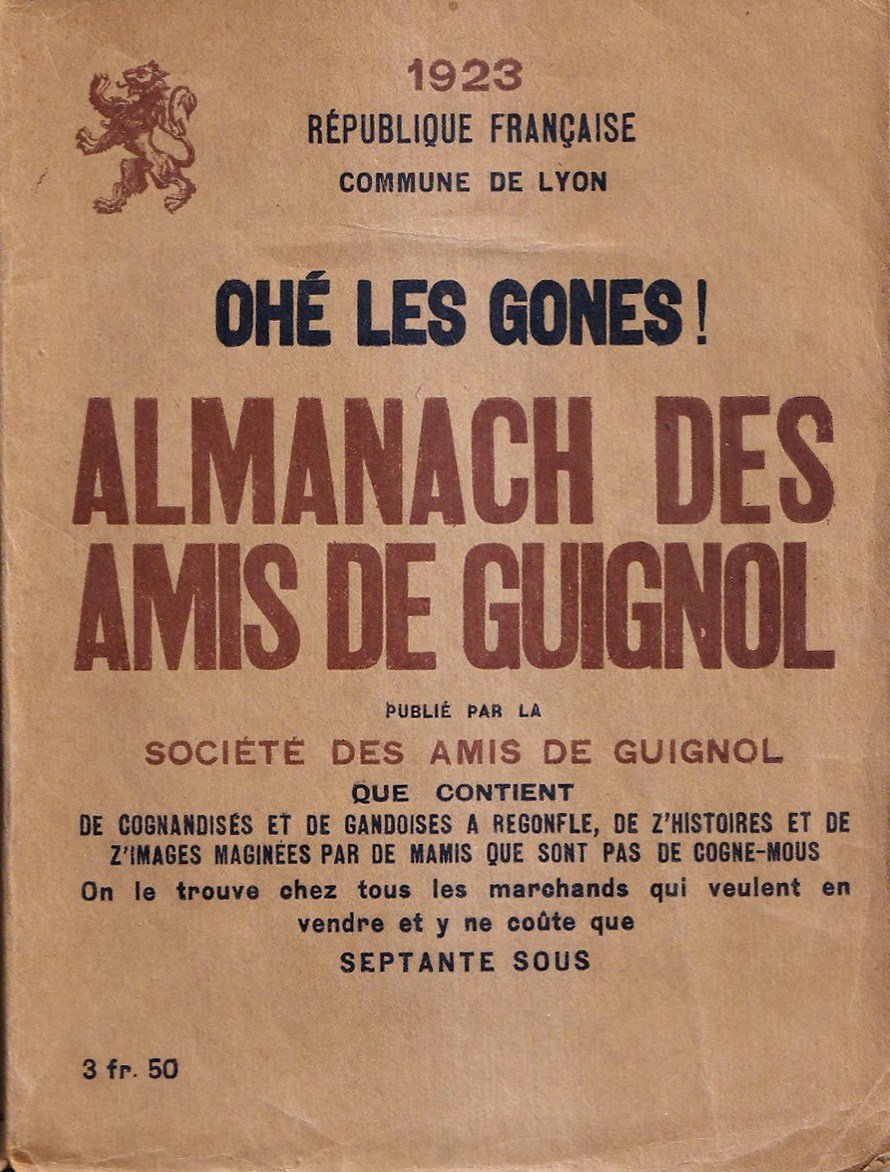 1923
RÉPUBLIQUE FRANÇAISE
COMMUNE DE LYON
OHÉ LES GONES !
ALMANACH DES
AMIS DE GUIGNOL
PUBLIÉ PAR LA
SOCIÉTÉ DES AMIS DE GUIGNOL
QUE CONTIENT
DE COGNANDISES ET DE GANDOISES A REGONFLE, DE Z'HISTOIRES ET DE
Z'IMAGES MAGINÉES PAR DE MAMIS QUE SONT PAS DE COGNE-MOUS
On le trouve chez tous les marchands qui veulent en
vendre et y ne coûte que
SEPTANTE SOUS
3 fr. 50